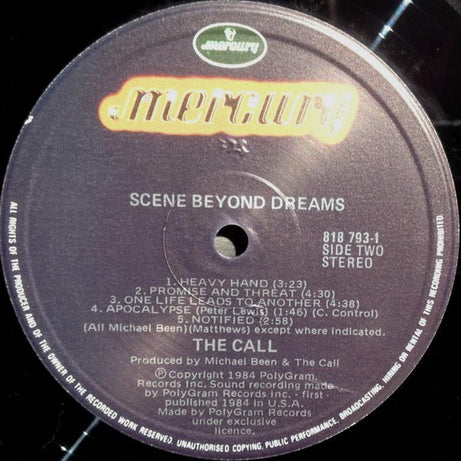 mercury
mercury
SCENE BEYOND DREAMS
818 793-1
SIDE TWO
STEREO
1. HEAVY HAND (3:23)
2. PROMISE AND THREAT (4:30)
3. ONE LIFE LEADS TO ANOTHER (4:38)
4. APOCALYPSE (Peter Lewis) (1:46) (C. Control)
5. NOTIFIED (2:58)
(All Michael Been) (Matthews) except where indicated.
THE CALL
Produced by Michael Been & The Call
Ⓟ Copyright 1984 PolyGram
Records Inc. Sound recording made
by PolyGram Records Inc. - first
published 1984 in U.S.A.
Made by PolyGram Records
under exclusive
licence.
ALL RIGHTS OF THE PRODUCER AND OF THE OWNER OF THE RECORDED WORK RESERVED. UNAUTHORISED COPYING, PUBLIC PERFORMANCE, BROADCASTING, HIRING OR RENTING OF THIS RECORDING PROHIBITED.